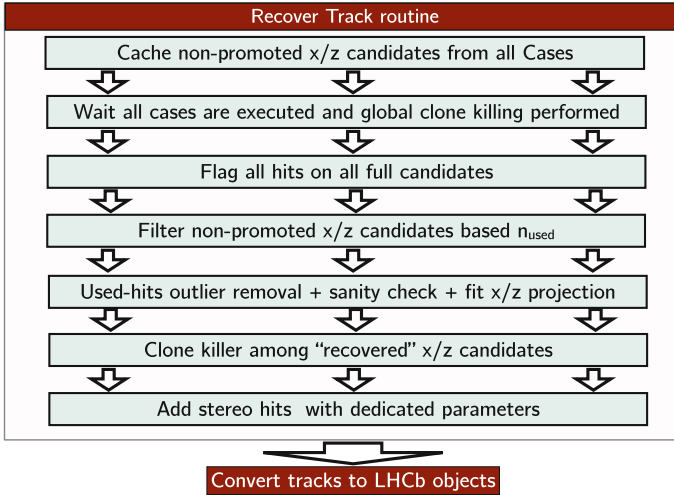 Recover Track routine
Cache non-promoted x/z candidates from all Cases
Wait all cases are executed and global clone killing performed
Flag all hits on all full candidates
Filter non-promoted x/z candidates based n_used
Used-hits outlier removal + sanity check + fit x/z projection
Clone killer among “recovered” x/z candidates
Add stereo hits with dedicated parameters
Convert tracks to LHCb objects